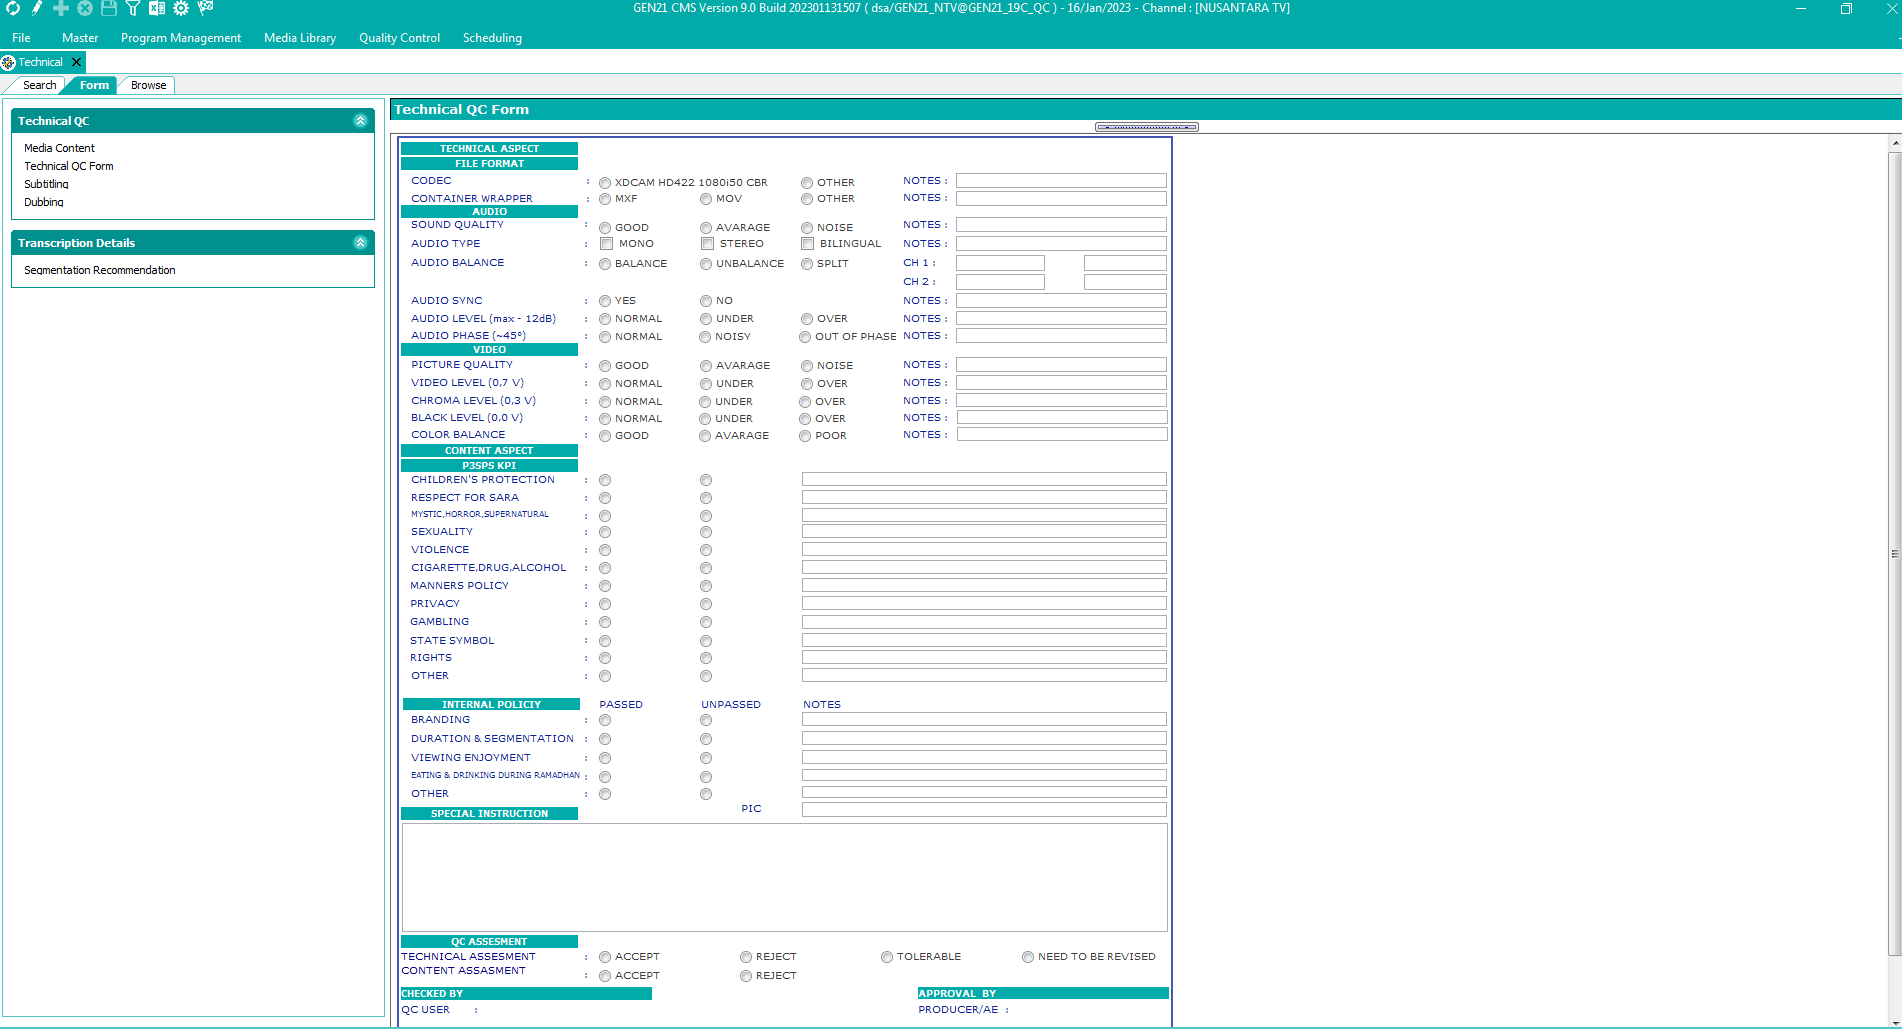 GEN21 CMS Version 9.0 Build 202301131507 ( dsa/GEN21_NTV@GEN21_19C_QC ) - 16/Jan/2023 - Channel : [NUSANTARA TV]
File Master Program Management Media Library Quality Control Scheduling
Technical
Search Form Browse
Technical QC
Media Content
Technical QC Form
Subtitling
Dubbing
Transcription Details
Segmentation Recommendation
Technical QC Form
TECHNICAL ASPECT
FILE FORMAT
CODEC : XDCAM HD422 1080i50 CBR OTHER NOTES :
CONTAINER WRAPPER : MXF MOV OTHER NOTES :
AUDIO
SOUND QUALITY : GOOD AVARAGE NOISE NOTES :
AUDIO TYPE : MONO STEREO BILINGUAL NOTES :
AUDIO BALANCE : BALANCE UNBALANCE SPLIT CH 1 :
CH 2 :
AUDIO SYNC : YES NO NOTES :
AUDIO LEVEL (max - 12dB) : NORMAL UNDER OVER NOTES :
AUDIO PHASE (~45°) : NORMAL NOISY OUT OF PHASE NOTES :
VIDEO
PICTURE QUALITY : GOOD AVARAGE NOISE NOTES :
VIDEO LEVEL (0,7 V) : NORMAL UNDER OVER NOTES :
CHROMA LEVEL (0,3 V) : NORMAL UNDER OVER NOTES :
BLACK LEVEL (0,0 V) : NORMAL UNDER OVER NOTES :
COLOR BALANCE : GOOD AVARAGE POOR NOTES :
CONTENT ASPECT
P3SPS KPI
CHILDREN'S PROTECTION :
RESPECT FOR SARA :
MYSTIC,HORROR,SUPERNATURAL :
SEXUALITY :
VIOLENCE :
CIGARETTE,DRUG,ALCOHOL :
MANNERS POLICY :
PRIVACY :
GAMBLING :
STATE SYMBOL :
RIGHTS :
OTHER :
INTERNAL POLICIY PASSED UNPASSED NOTES
BRANDING :
DURATION & SEGMENTATION :
VIEWING ENJOYMENT :
EATING & DRINKING DURING RAMADHAN :
OTHER :
PIC
SPECIAL INSTRUCTION
QC ASSESMENT
TECHNICAL ASSESMENT : ACCEPT REJECT TOLERABLE NEED TO BE REVISED
CONTENT ASSASMENT : ACCEPT REJECT
CHECKED BY APPROVAL BY
QC USER : PRODUCER/AE :